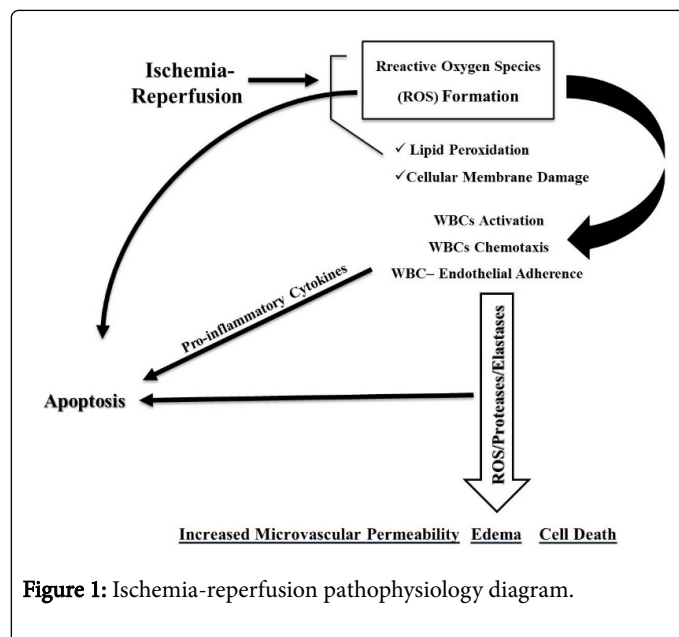 Ischemia-
Reperfusion
Rreactive Oxygen Species
(ROS) Formation
✓ Lipid Peroxidation
✓Cellular Membrane Damage
WBCs Activation
WBCs Chemotaxis
WBC– Endothelial Adherence
Pro-inflammatory Cytokines
Apoptosis
ROS/Proteases/Elastases
Increased Microvascular Permeability Edema Cell Death
Figure 1: Ischemia-reperfusion pathophysiology diagram.